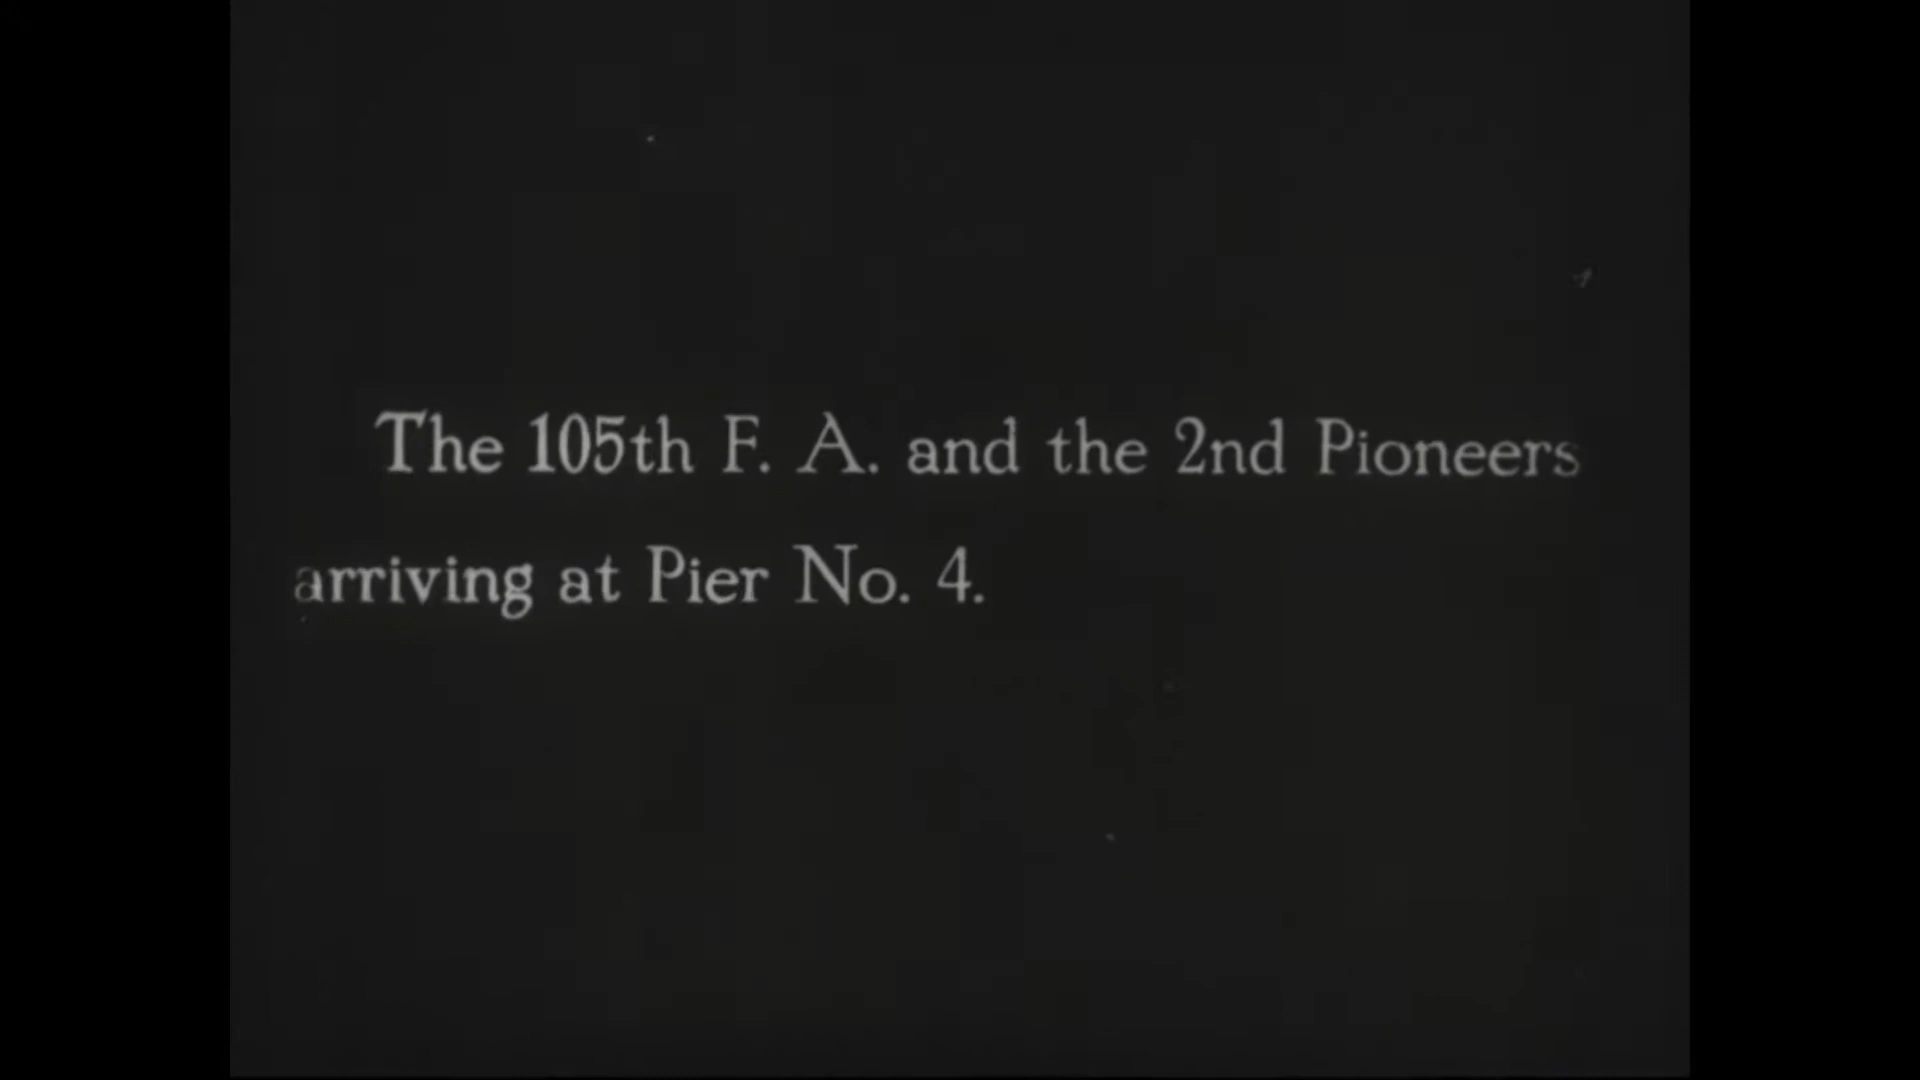 The 105th F. A. and the 2nd Pioneers
arriving at Pier No. 4.